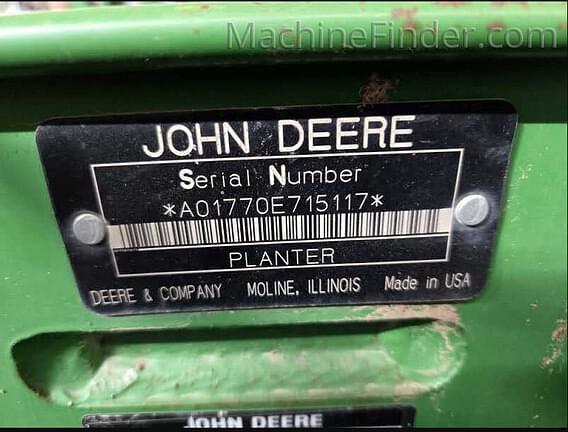 MachineFinder.com
JOHN DEERE
Serial Number
*A01770E715117*
PLANTER
DEERE & COMPANY MOLINE, ILLINOIS Made in USA
JOHN DEERE